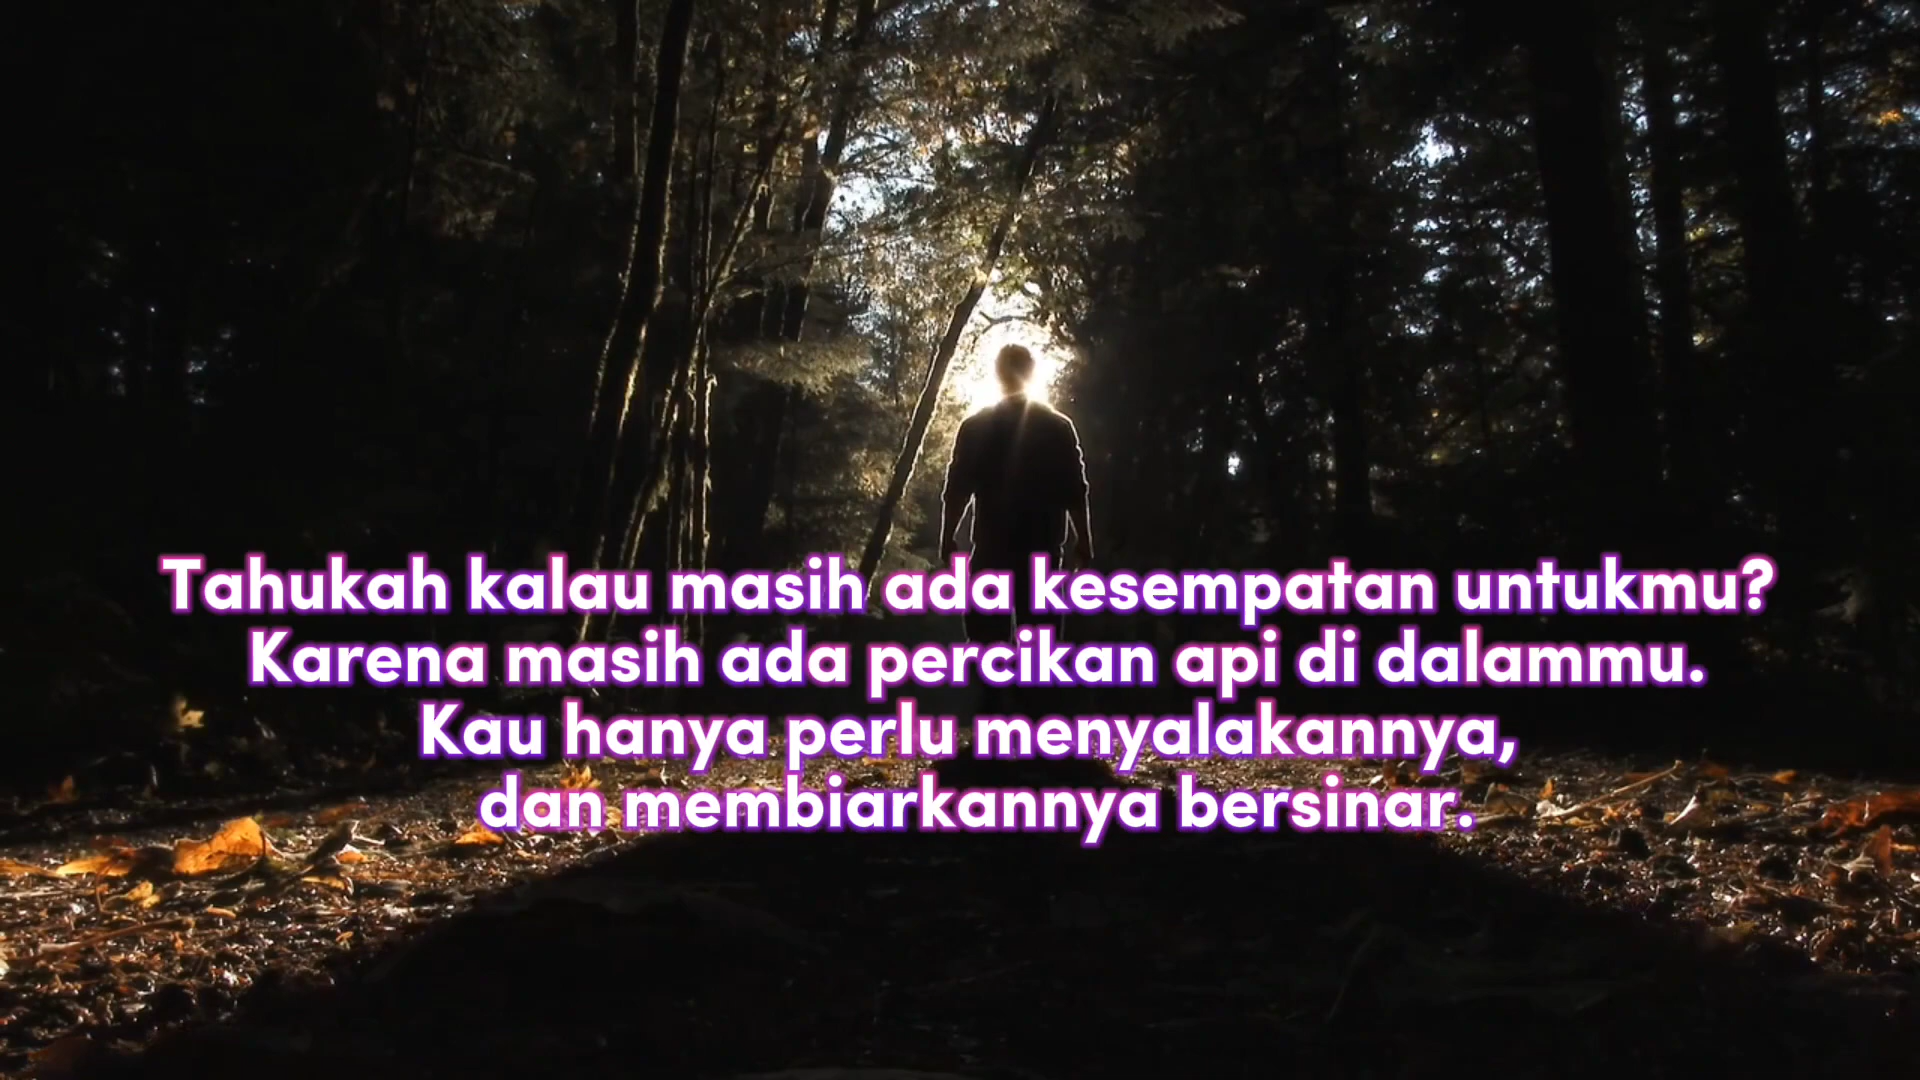 Tahukah kalau masih ada kesempatan untukmu?
Karena masih ada percikan api di dalammu.
Kau hanya perlu menyalakannya,
dan membiarkannya bersinar.